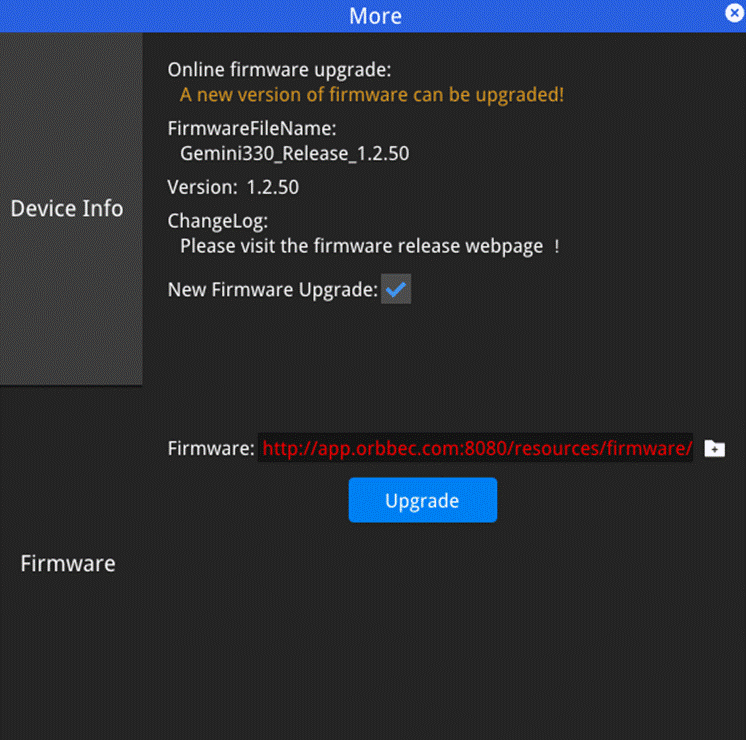 More
Online firmware upgrade:
A new version of firmware can be upgraded!
FirmwareFileName:
Gemini330_Release_1.2.50
Version: 1.2.50
Device Info
ChangeLog:
Please visit the firmware release webpage !
New Firmware Upgrade:
Firmware: http://app.orbbec.com:8080/resources/firmware/
Upgrade
Firmware